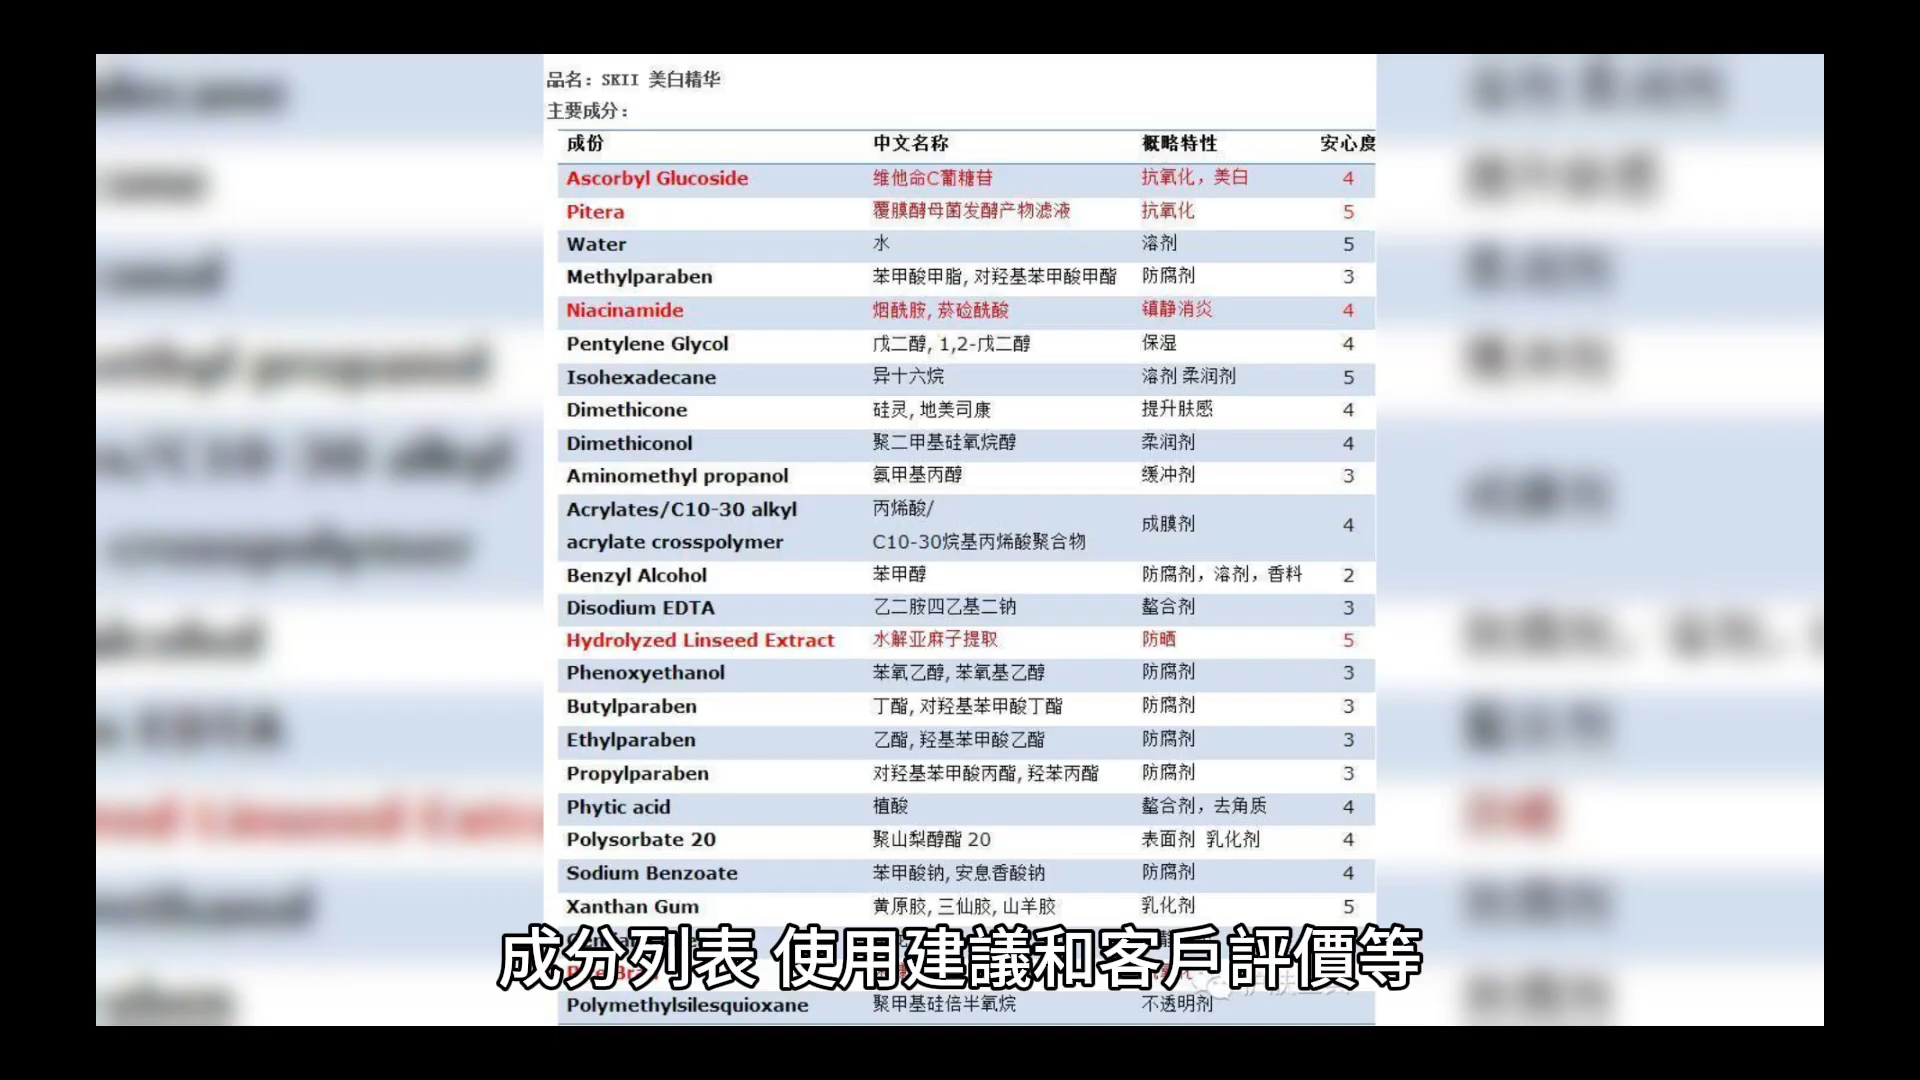 品名：SKII 美白精华
主要成分：
成份 中文名称 概略特性 安心度
Ascorbyl Glucoside 维他命C葡糖苷 抗氧化，美白 4
Pitera 覆膜酵母菌发酵产物滤液 抗氧化 5
Water 水 溶剂 5
Methylparaben 苯甲酸甲脂, 对羟基苯甲酸甲酯 防腐剂 3
Niacinamide 烟酰胺, 菸硷酰酸 镇静消炎 4
Pentylene Glycol 戊二醇, 1,2-戊二醇 保湿 4
Isohexadecane 异十六烷 溶剂 柔润剂 5
Dimethicone 硅灵, 地美司康 提升肤感 4
Dimethiconol 聚二甲基硅氧烷醇 柔润剂 4
Aminomethyl propanol 氨甲基丙醇 缓冲剂 3
Acrylates/C10-30 alkyl 丙烯酸/
acrylate crosspolymer C10-30烷基丙烯酸聚合物 成膜剂 4
Benzyl Alcohol 苯甲醇 防腐剂，溶剂，香料 2
Disodium EDTA 乙二胺四乙基二钠 螯合剂 3
Hydrolyzed Linseed Extract 水解亚麻子提取 防晒 5
Phenoxyethanol 苯氧乙醇, 苯氧基乙醇 防腐剂 3
Butylparaben 丁酯, 对羟基苯甲酸丁酯 防腐剂 3
Ethylparaben 乙酯, 羟基苯甲酸乙酯 防腐剂 3
Propylparaben 对羟基苯甲酸丙酯, 羟苯丙酯 防腐剂 3
Phytic acid 植酸 螯合剂，去角质 4
Polysorbate 20 聚山梨醇酯 20 表面剂 乳化剂 4
Sodium Benzoate 苯甲酸钠, 安息香酸钠 防腐剂 4
Xanthan Gum 黄原胶, 三仙胶, 山羊胶 乳化剂 5
成分列表 使用建議和客戶評價等
Polymethylsilesquioxane 聚甲基硅倍半氧烷 不透明剂